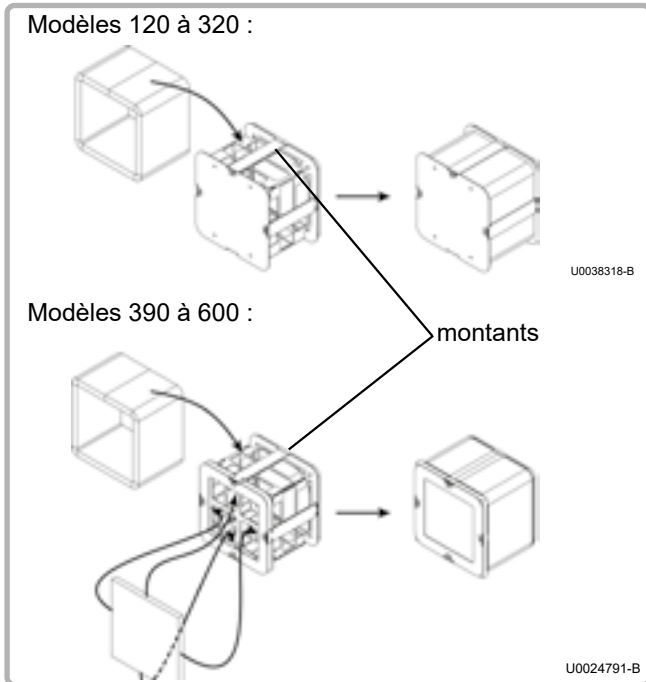 Modèles 120 à 320 :
U0038318-B
Modèles 390 à 600 :
montants
U0024791-B